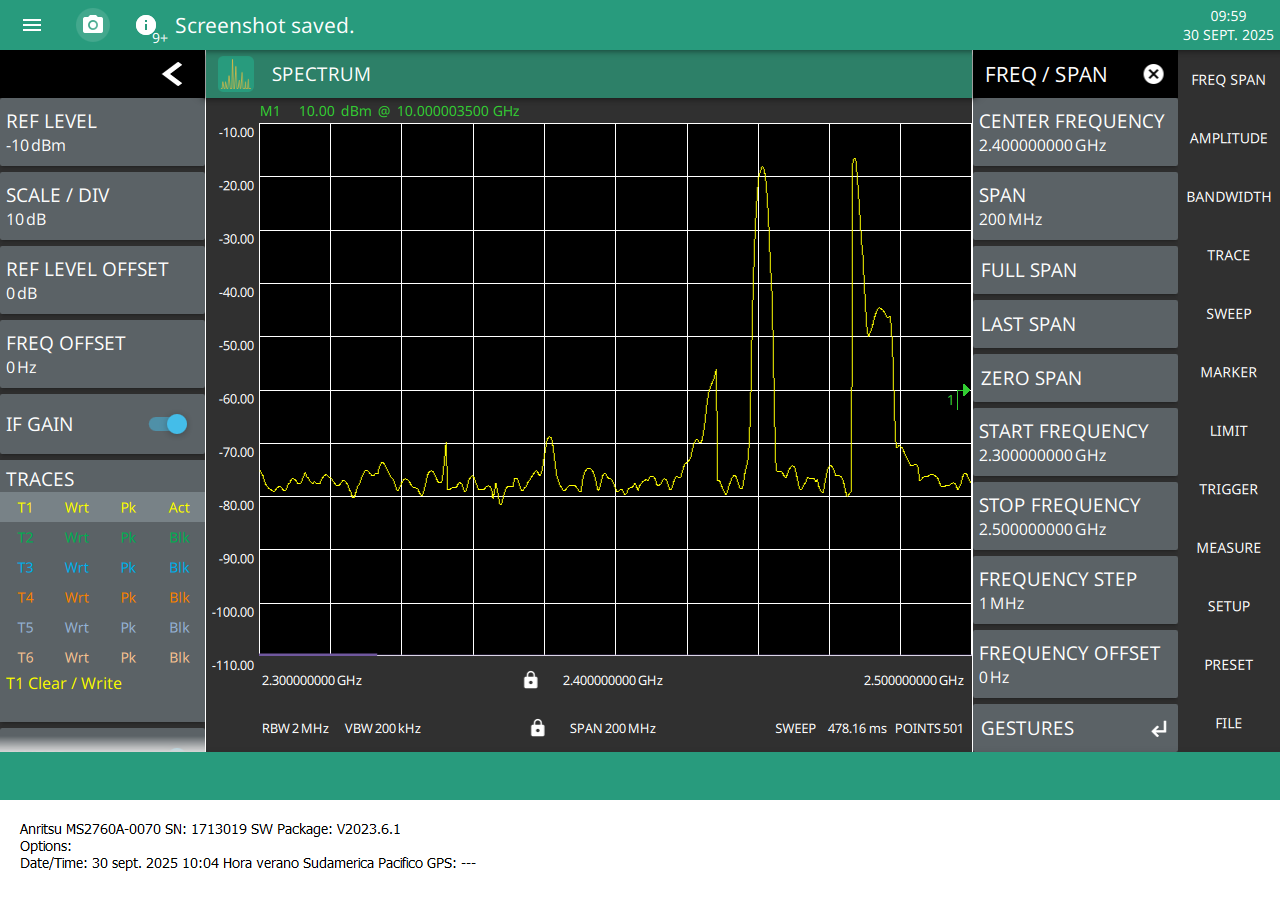 9+ Screenshot saved.
09:59
30 SEPT. 2025
REF LEVEL
-10 dBm
SCALE / DIV
10 dB
REF LEVEL OFFSET
0 dB
FREQ OFFSET
0 Hz
IF GAIN
TRACES
T1 Wrt Pk Act
T2 Wrt Pk Blk
T3 Wrt Pk Blk
T4 Wrt Pk Blk
T5 Wrt Pk Blk
T6 Wrt Pk Blk
T1 Clear / Write
SPECTRUM
M1 10.00 dBm @ 10.000003500 GHz
-10.00
-20.00
-30.00
-40.00
-50.00
-60.00
-70.00
-80.00
-90.00
-100.00
-110.00
1
2.300000000 GHz 2.400000000 GHz 2.500000000 GHz
RBW 2 MHz VBW 200 kHz SPAN 200 MHz SWEEP 478.16 ms POINTS 501
FREQ / SPAN
CENTER FREQUENCY
2.400000000 GHz
SPAN
200 MHz
FULL SPAN
LAST SPAN
ZERO SPAN
START FREQUENCY
2.300000000 GHz
STOP FREQUENCY
2.500000000 GHz
FREQUENCY STEP
1 MHz
FREQUENCY OFFSET
0 Hz
GESTURES
FREQ SPAN
AMPLITUDE
BANDWIDTH
TRACE
SWEEP
MARKER
LIMIT
TRIGGER
MEASURE
SETUP
PRESET
FILE
Anritsu MS2760A-0070 SN: 1713019 SW Package: V2023.6.1
Options:
Date/Time: 30 sept. 2025 10:04 Hora verano Sudamerica Pacifico GPS: ---